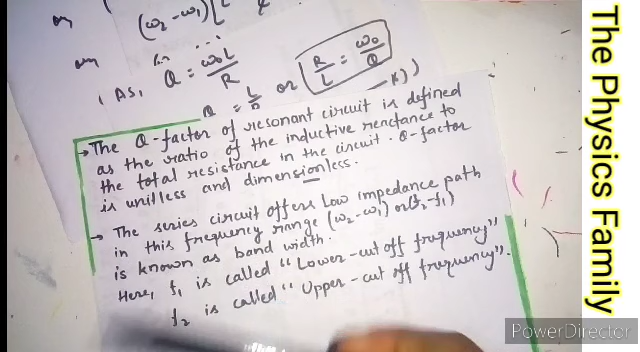 (ω₂-ω₁)
(As, Q = ω₀L/R
or R/L = ω₀/Q
→ The Q-factor of resonant circuit is defined
as the ratio of the inductive reactance to
the total resistance in the circuit. Q-factor
is unitless and dimensionless.
→ The series circuit offers Low impedance path
in this frequency range (ω₂-ω₁) or (f₂-f₁)
is known as band width.
Here, f₁ is called "Lower-cut off frequency"
f₂ is called "Upper-cut off frequency".
The Physics Family
PowerDirector